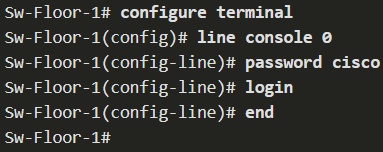 Sw-Floor-1# configure terminal
Sw-Floor-1(config)# line console 0
Sw-Floor-1(config-line)# password cisco
Sw-Floor-1(config-line)# login
Sw-Floor-1(config-line)# end
Sw-Floor-1#